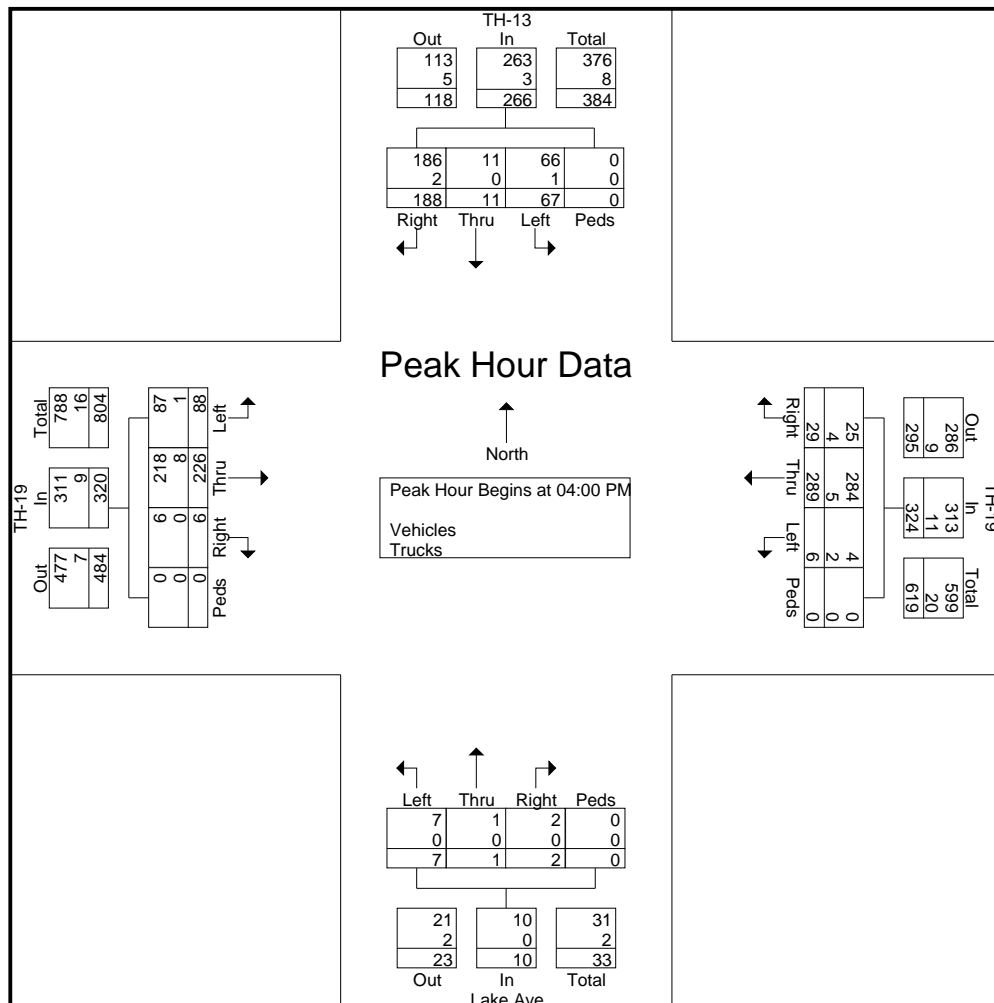 TH-13
Out In Total
113 263 376
5 3 8
118 266 384
186 11 66 0
2 0 1 0
188 11 67 0
Right Thru Left Peds
Peak Hour Data
North
Peak Hour Begins at 04:00 PM
Vehicles
Trucks
TH-19
Total In Out
788 311 477
16 9 7
804 320 484
87 218 6 0
1 8 0 0
88 226 6 0
Left Thru Right Peds
Right Thru Left Peds
29 289 6 0
4 5 2 0
25 284 4 0
295 324 619
9 11 20
286 313 599
Out In Total
TH-19
Left Thru Right Peds
7 1 2 0
0 0 0 0
7 1 2 0
21 10 31
2 0 2
23 10 33
Out In Total
Lake Ave